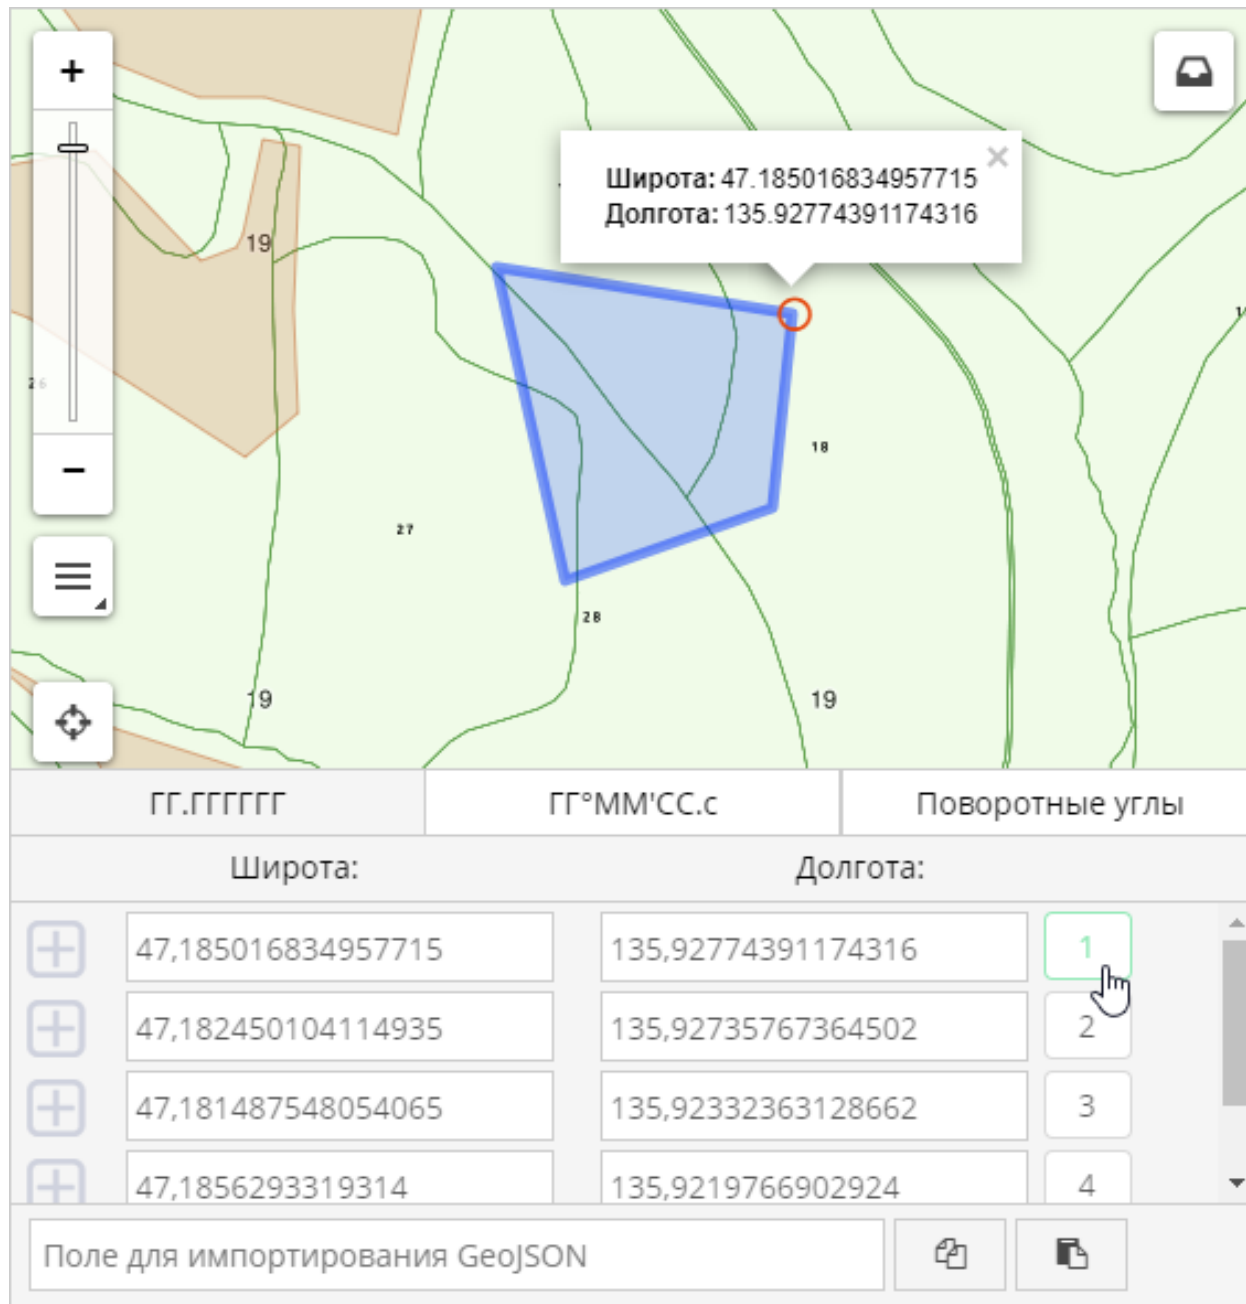 +
Широта: 47.185016834957715
Долгота: 135.92774391174316
19
26
18
−
27
28
19
19
ГГ.ГГГГГГ
ГГ°ММ'СС.с
Поворотные углы
Широта:
Долгота:
47,185016834957715
135,92774391174316
1
47,182450104114935
135,92735767364502
2
47,181487548054065
135,92332363128662
3
47,1856293319314
135,9219766902924
4
Поле для импортирования GeoJSON